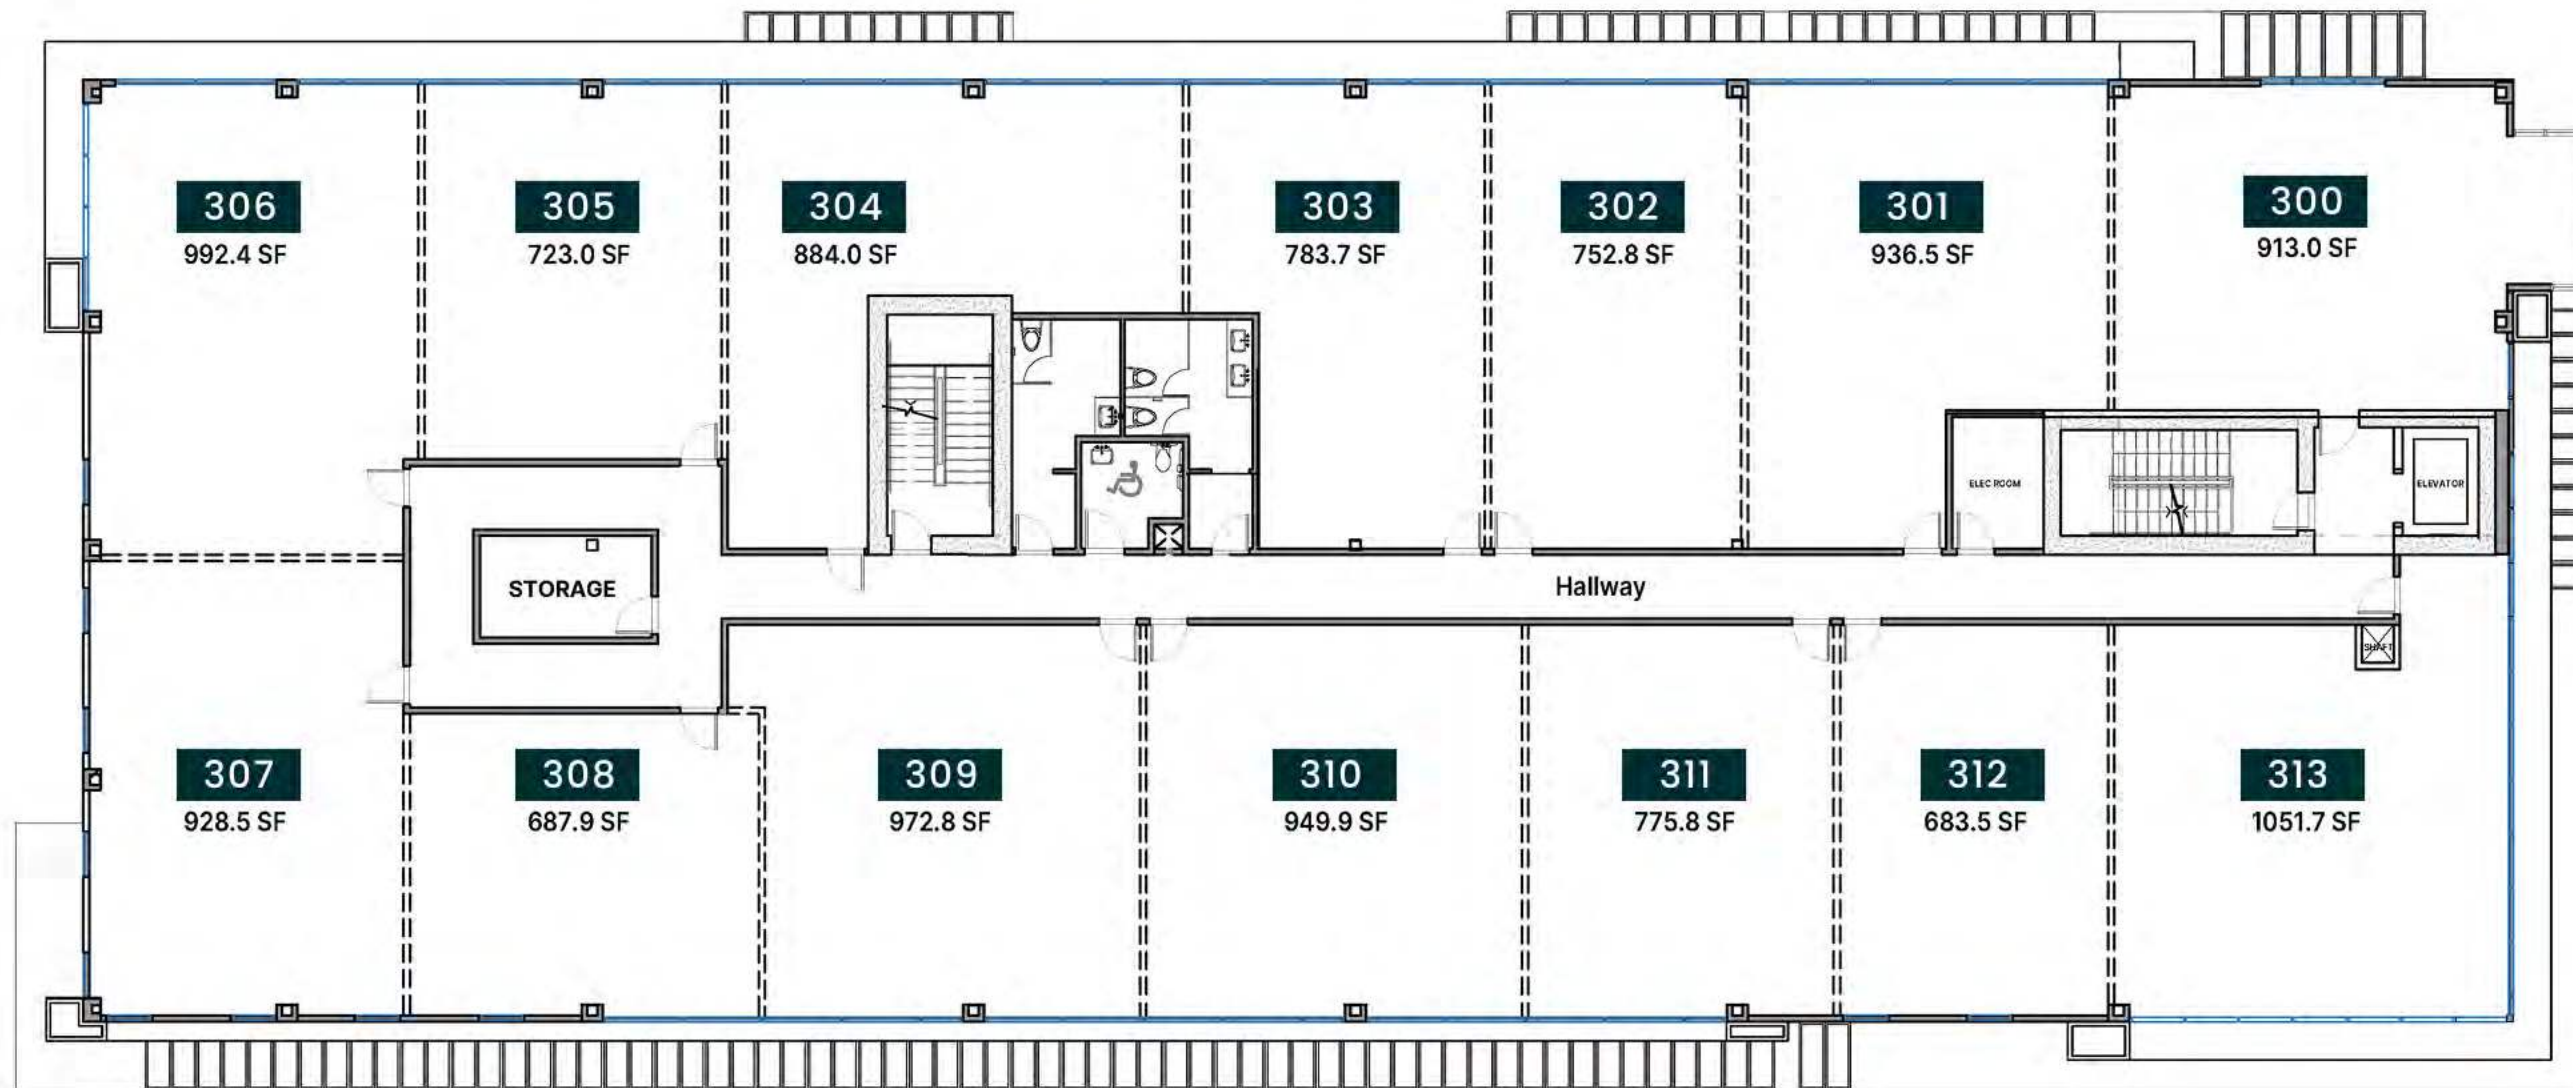 306
992.4 SF
305
723.0 SF
304
884.0 SF
303
783.7 SF
302
752.8 SF
301
936.5 SF
300
913.0 SF
ELEC ROOM
ELEVATOR
STORAGE
Hallway
SHAFT
307
928.5 SF
308
687.9 SF
309
972.8 SF
310
949.9 SF
311
775.8 SF
312
683.5 SF
313
1051.7 SF